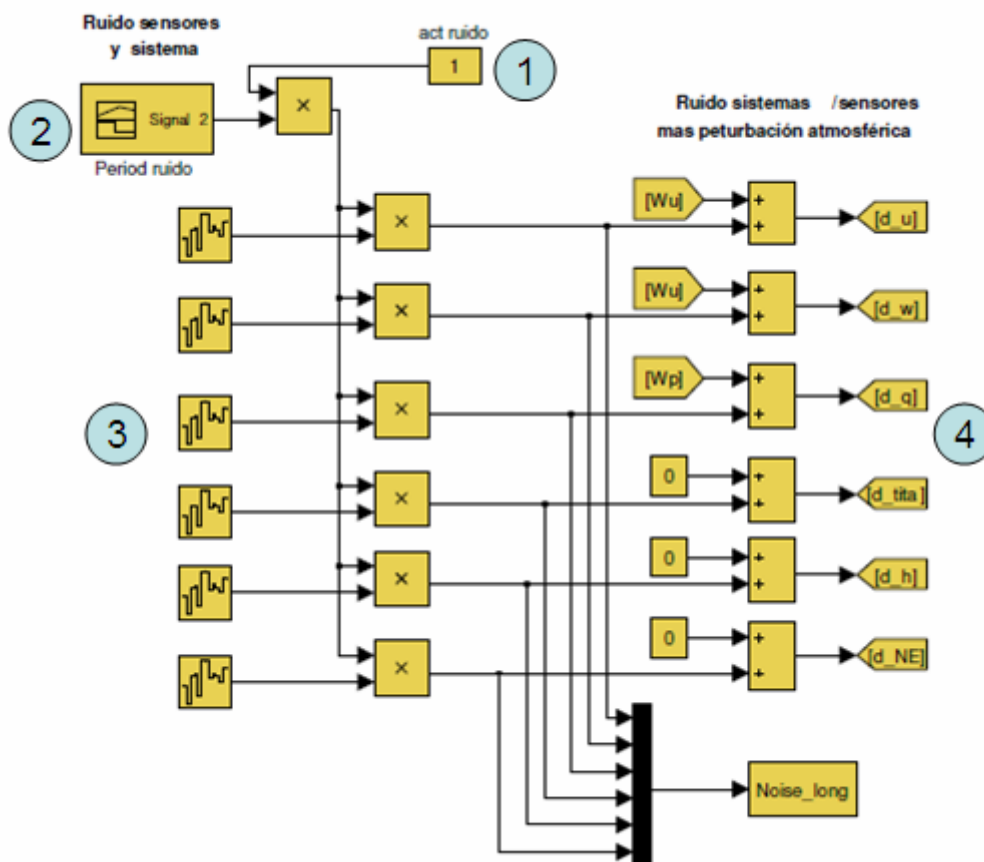 Ruido sensores
y sistema
act ruido
1
1
2
Signal 2
×
Period ruido
Ruido sistemas /sensores
mas peturbación atmosférica
[Wu]
+
+
×
[d_u]
[Wu]
+
+
×
[d_w]
[Wp]
+
+
×
[d_q]
3
4
0
+
+
×
[d_tita]
0
+
+
×
[d_h]
0
+
+
×
[d_NE]
Noise_long